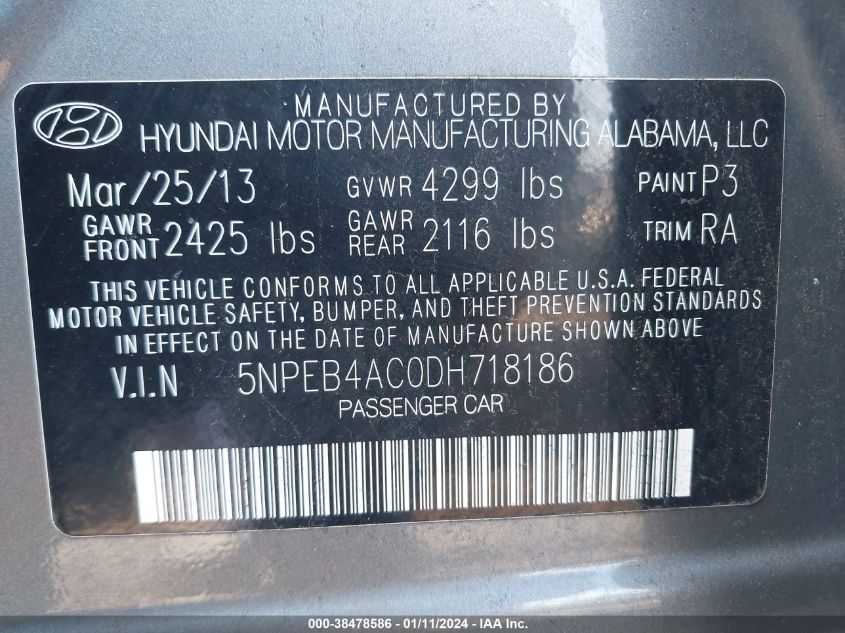 MANUFACTURED BY
HYUNDAI MOTOR MANUFACTURING ALABAMA, LLC
Mar/25/13 GVWR 4299 lbs PAINT P3
GAWR FRONT 2425 lbs GAWR REAR 2116 lbs TRIM RA
THIS VEHICLE CONFORMS TO ALL APPLICABLE U.S.A. FEDERAL
MOTOR VEHICLE SAFETY, BUMPER, AND THEFT PREVENTION STANDARDS
IN EFFECT ON THE DATE OF MANUFACTURE SHOWN ABOVE
V.I.N 5NPEB4AC0DH718186
PASSENGER CAR
000-38478586 - 01/11/2024 - IAA, Inc.